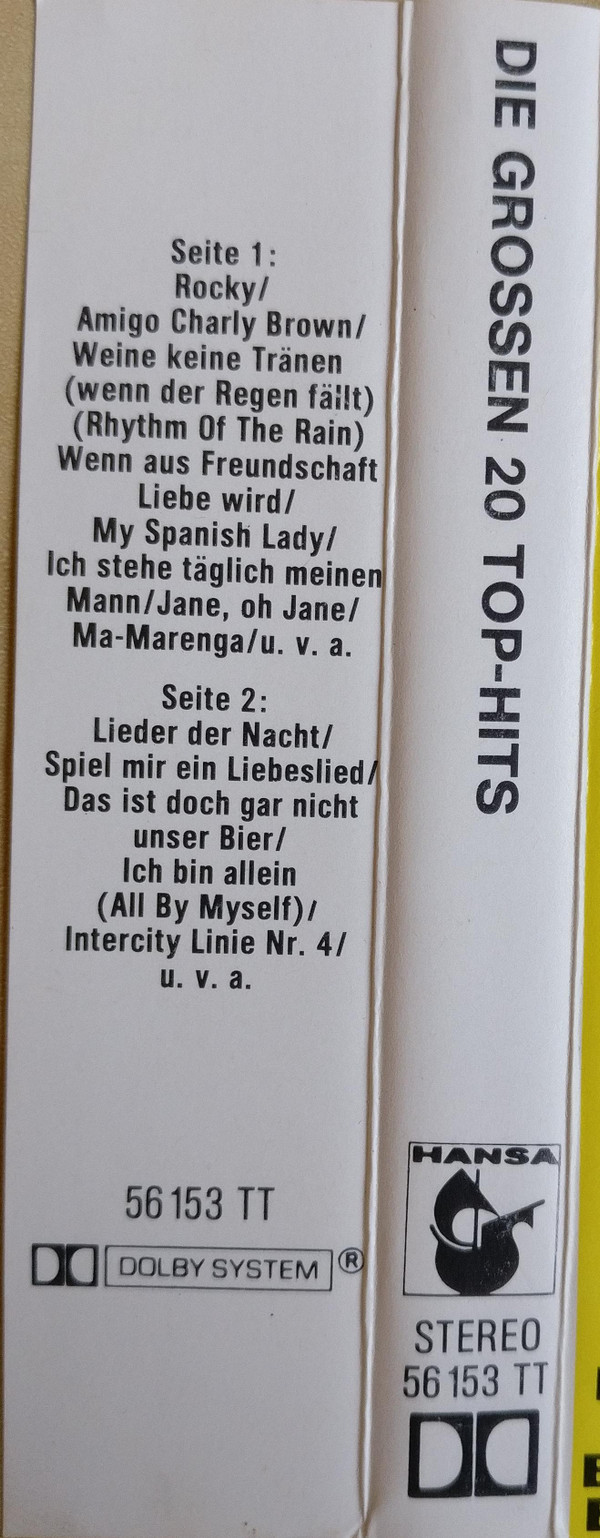 Seite 1:
Rocky/
Amigo Charly Brown/
Weine keine Tränen
(wenn der Regen fällt)
(Rhythm Of The Rain)
Wenn aus Freundschaft
Liebe wird/
My Spanish Lady/
Ich stehe täglich meinen
Mann/Jane, oh Jane/
Ma-Marenga/u. v. a.
Seite 2:
Lieder der Nacht/
Spiel mir ein Liebeslied/
Das ist doch gar nicht
unser Bier/
Ich bin allein
(All By Myself)/
Intercity Linie Nr. 4/
u. v. a.
56 153 TT
DOLBY SYSTEM ®
DIE GROSSEN 20 TOP-HITS
HANSA
STEREO
56 153 TT